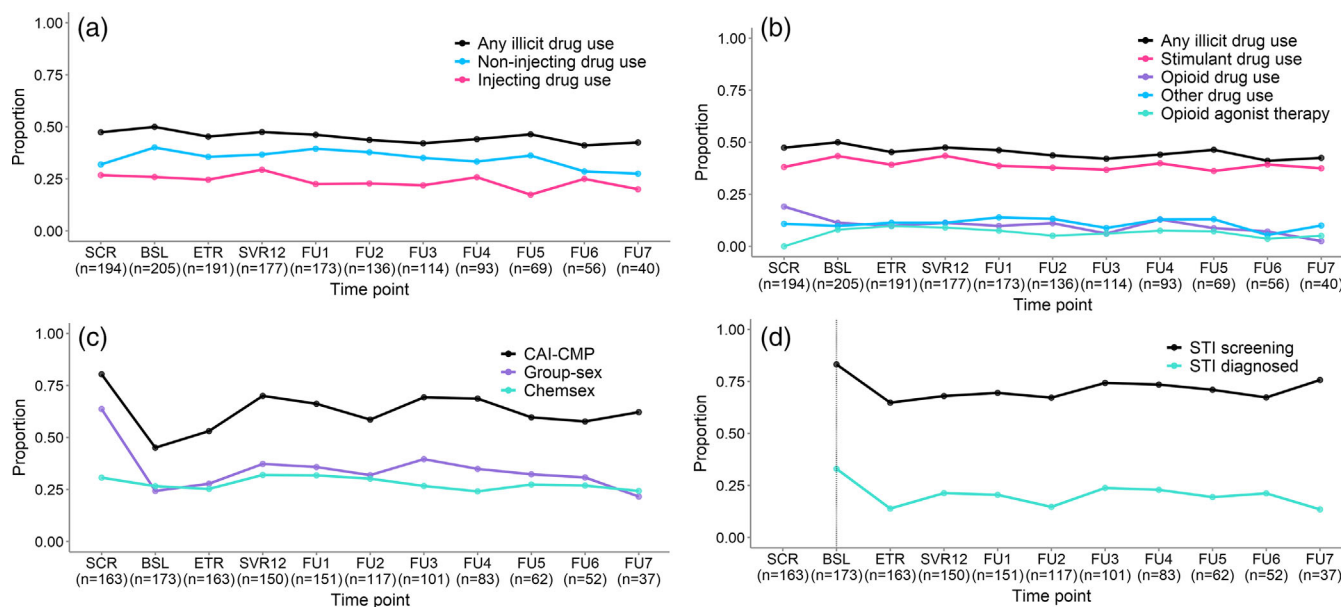 (a)
Any illicit drug use
Non-injecting drug use
Injecting drug use
Proportion
1.00
0.75
0.50
0.25
0.00
SCR BSL ETR SVR12 FU1 FU2 FU3 FU4 FU5 FU6 FU7
(n=194) (n=205) (n=191) (n=177) (n=173) (n=136) (n=114) (n=93) (n=69) (n=56) (n=40)
Time point
(b)
Any illicit drug use
Stimulant drug use
Opioid drug use
Other drug use
Opioid agonist therapy
Proportion
1.00
0.75
0.50
0.25
0.00
SCR BSL ETR SVR12 FU1 FU2 FU3 FU4 FU5 FU6 FU7
(n=194) (n=205) (n=191) (n=177) (n=173) (n=136) (n=114) (n=93) (n=69) (n=56) (n=40)
Time point
(c)
CAI-CMP
Group-sex
Chemsex
Proportion
1.00
0.75
0.50
0.25
0.00
SCR BSL ETR SVR12 FU1 FU2 FU3 FU4 FU5 FU6 FU7
(n=163) (n=173) (n=163) (n=150) (n=151) (n=117) (n=101) (n=83) (n=62) (n=52) (n=37)
Time point
(d)
STI screening
STI diagnosed
Proportion
1.00
0.75
0.50
0.25
0.00
SCR BSL ETR SVR12 FU1 FU2 FU3 FU4 FU5 FU6 FU7
(n=163) (n=173) (n=163) (n=150) (n=151) (n=117) (n=101) (n=83) (n=62) (n=52) (n=37)
Time point